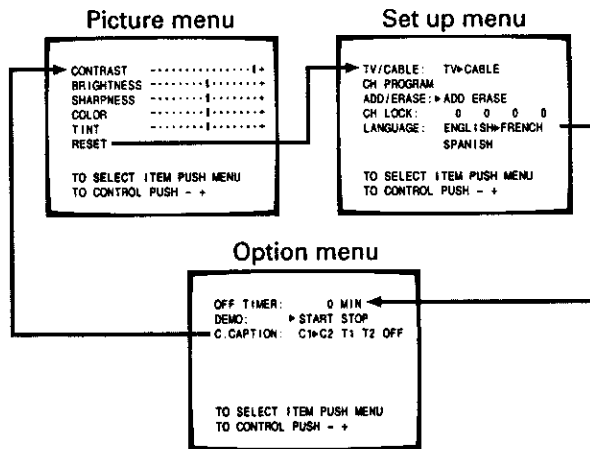 Picture menu
CONTRAST - +
BRIGHTNESS - +
SHARPNESS - +
COLOR - +
TINT - +
RESET
TO SELECT ITEM PUSH MENU
TO CONTROL PUSH - +
Set up menu
TV/CABLE: TV▶CABLE
CH PROGRAM
ADD/ERASE: ▶ ADD ERASE
CH LOCK: 0 0 0 0
LANGUAGE: ENGLISH▶FRENCH
SPANISH
TO SELECT ITEM PUSH MENU
TO CONTROL PUSH - +
Option menu
OFF TIMER: 0 MIN
DEMO: ▶ START STOP
C.CAPTION: C1▶C2 T1 T2 OFF
TO SELECT ITEM PUSH MENU
TO CONTROL PUSH - +